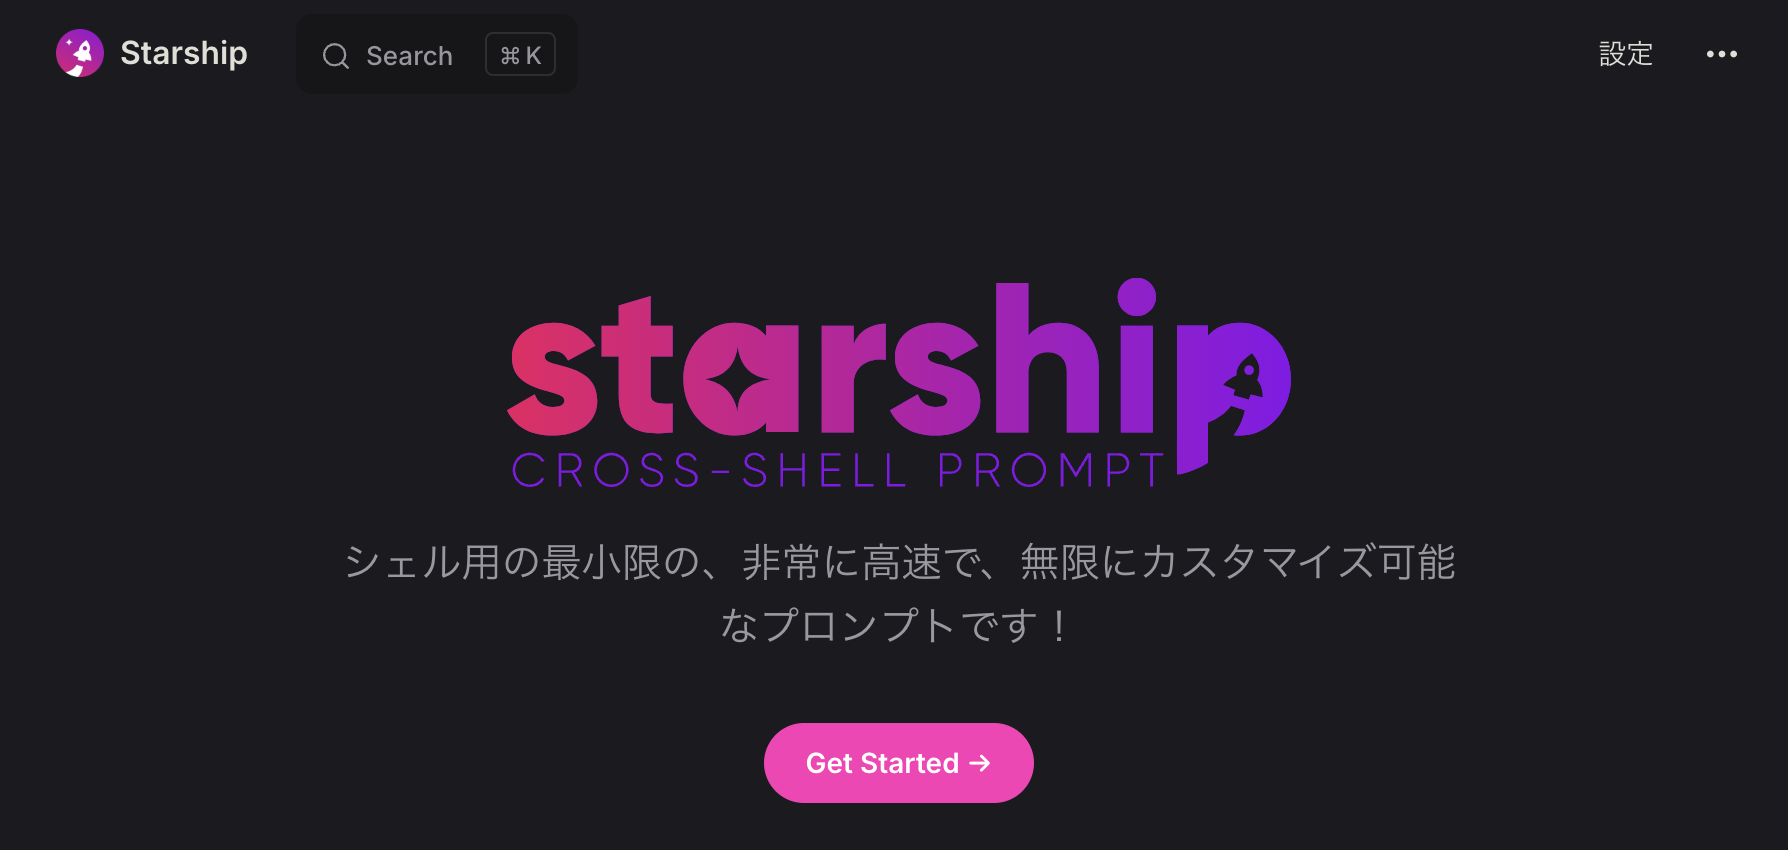 Starship
Search ⌘ K
設定
starship
CROSS-SHELL PROMPT
シェル用の最小限の、非常に高速で、無限にカスタマイズ可能
なプロンプトです！
Get Started →